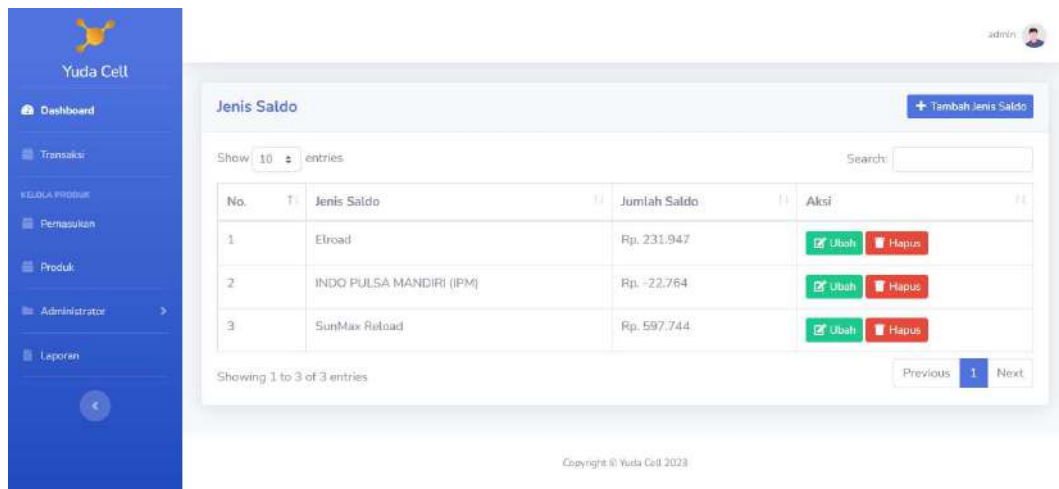 Yuda Cell
admin
Dashboard
Transaksi
KELOLA PRODUK
Pemasukan
Produk
Administrator
Laporan
Jenis Saldo
+ Tambah Jenis Saldo
Show 10 entries
Search:
No. Jenis Saldo Jumlah Saldo Aksi
1 Elroad Rp. 231.947 Ubah Hapus
2 INDO PULSA MANDIRI (IPM) Rp. -22.764 Ubah Hapus
3 SunMax Reload Rp. 597.744 Ubah Hapus
Showing 1 to 3 of 3 entries
Previous 1 Next
Copyright © Yuda Cell 2023